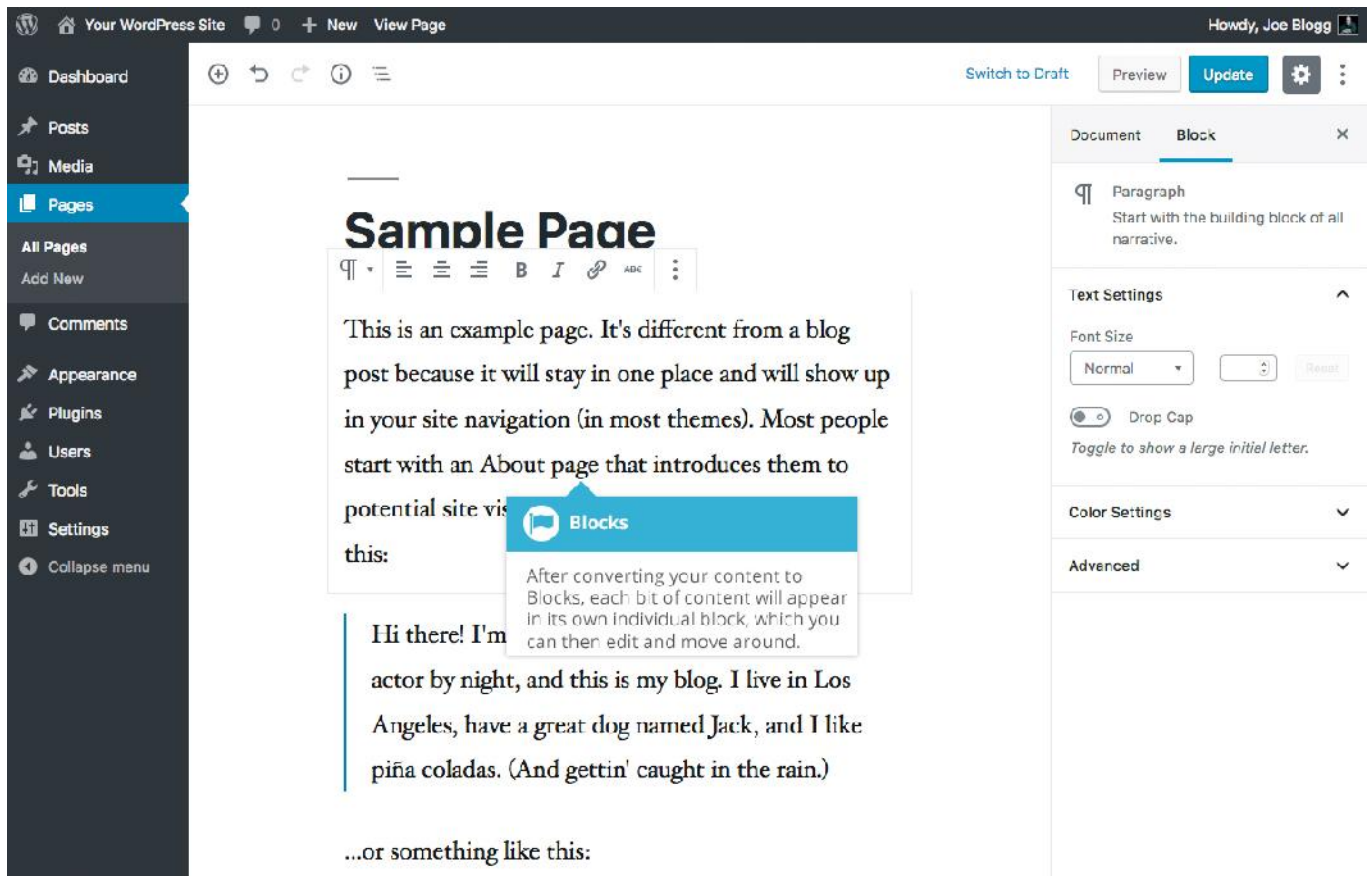 Your WordPress Site 0 New View Page Howdy, Joe Blogg
Dashboard
Posts
Media
Pages
All Pages
Add New
Comments
Appearance
Plugins
Users
Tools
Settings
Collapse menu
Switch to Draft Preview Update
Sample Page
B I ABC
This is an example page. It's different from a blog
post because it will stay in one place and will show up
in your site navigation (in most themes). Most people
start with an About page that introduces them to
potential site
this:
Blocks
After converting your content to
Blocks, each bit of content will appear
in its own individual block, which you
can then edit and move around.
Hi there! I'm
actor by night, and this is my blog. I live in Los
Angeles, have a great dog named Jack, and I like
piña coladas. (And gettin' caught in the rain.)
...or something like this:
Document Block
Paragraph
Start with the building block of all
narrative.
Text Settings
Font Size
Normal Reset
Drop Cap
Toggle to show a large initial letter.
Color Settings
Advanced